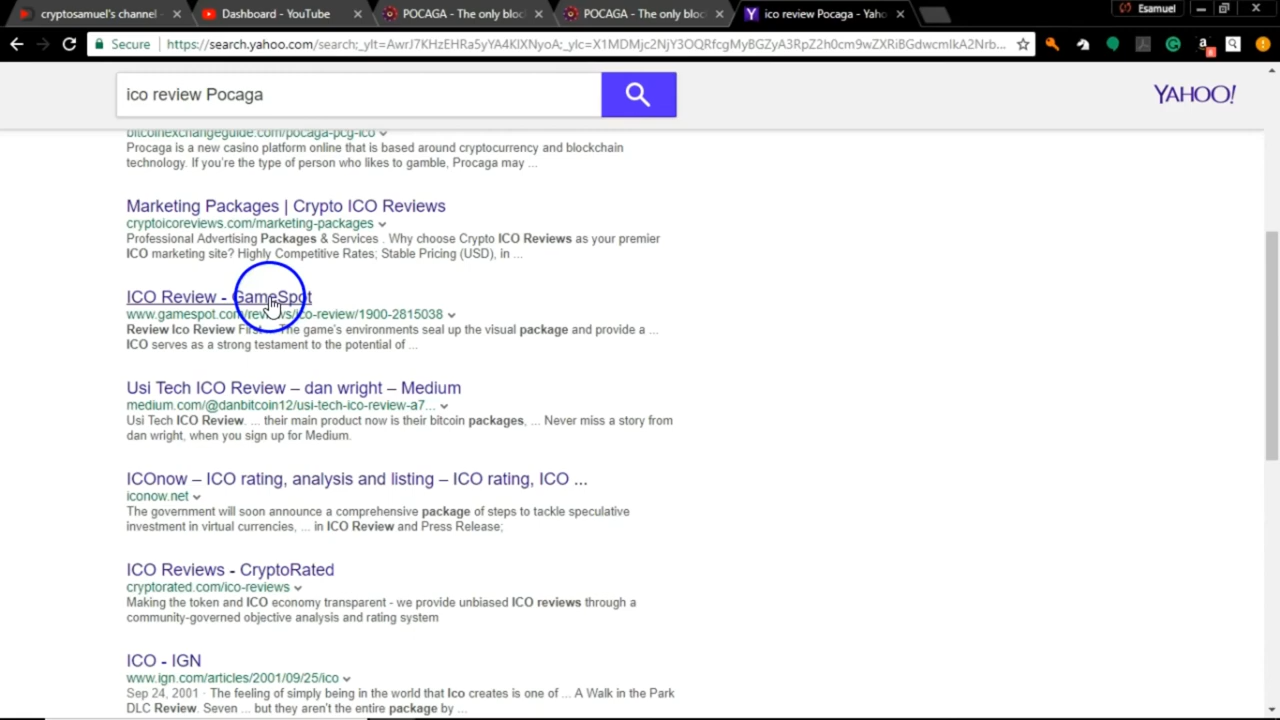 cryptosamuel's channel -
Dashboard - YouTube
POCAGA - The only bloc
POCAGA - The only bloc
ico review Pocaga - Yaho
Esamuel
Secure
https://search.yahoo.com/search;_ylt=AwrJ7KHzEHRa5yYA4KlXNyoA;_ylc=X1MDMjc2NjY3OQRfcgMyBGZyA3RpZ2h0cm9wZXRpBGdwcmlkA2Nrb...
ico review Pocaga
YAHOO!
bitcoinexchangeguide.com/pocaga-pcg-ico
Procaga is a new casino platform online that is based around cryptocurrency and blockchain
technology. If you're the type of person who likes to gamble, Procaga may ...
Marketing Packages | Crypto ICO Reviews
cryptoicoreviews.com/marketing-packages
Professional Advertising Packages & Services . Why choose Crypto ICO Reviews as your premier
ICO marketing site? Highly Competitive Rates; Stable Pricing (USD), in ...
ICO Review - GameSpot
www.gamespot.com/reviews/ico-review/1900-2815038
Review Ico Review First ... The game's environments seal up the visual package and provide a ...
ICO serves as a strong testament to the potential of ...
Usi Tech ICO Review – dan wright – Medium
medium.com/@danbitcoin12/usi-tech-ico-review-a7...
Usi Tech ICO Review. ... their main product now is their bitcoin packages, ... Never miss a story from
dan wright, when you sign up for Medium.
ICOnow – ICO rating, analysis and listing – ICO rating, ICO ...
iconow.net
The government will soon announce a comprehensive package of steps to tackle speculative
investment in virtual currencies, ... in ICO Review and Press Release;
ICO Reviews - CryptoRated
cryptorated.com/ico-reviews
Making the token and ICO economy transparent - we provide unbiased ICO reviews through a
community-governed objective analysis and rating system
ICO - IGN
www.ign.com/articles/2001/09/25/ico
Sep 24, 2001 · The feeling of simply being in the world that Ico creates is one of ... A Walk in the Park
DLC Review. Seven ... but they aren't the entire package by ...